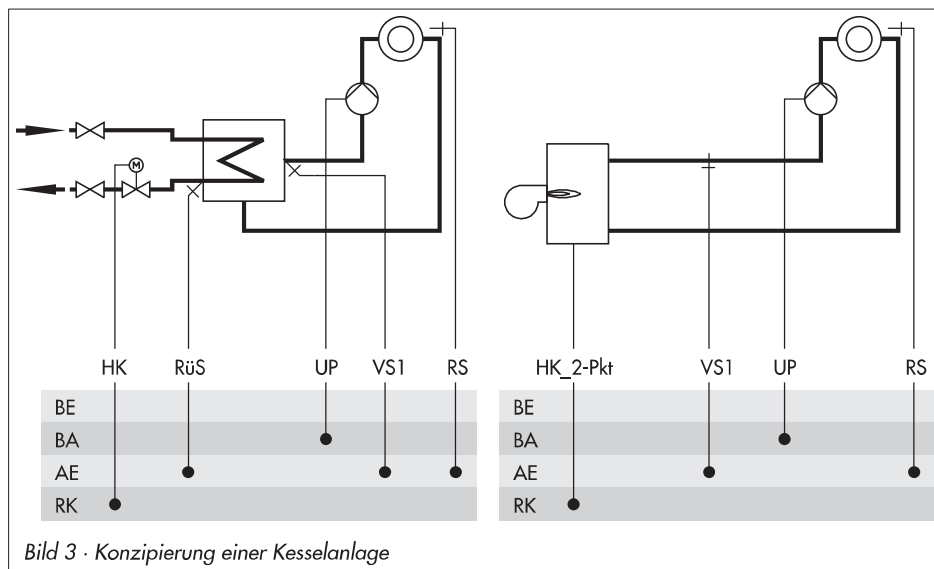 M
HK RüS UP VS1 RS HK_2-Pkt VS1 UP RS
BE BE
BA BA
AE AE
RK RK
Bild 3 · Konzipierung einer Kesselanlage